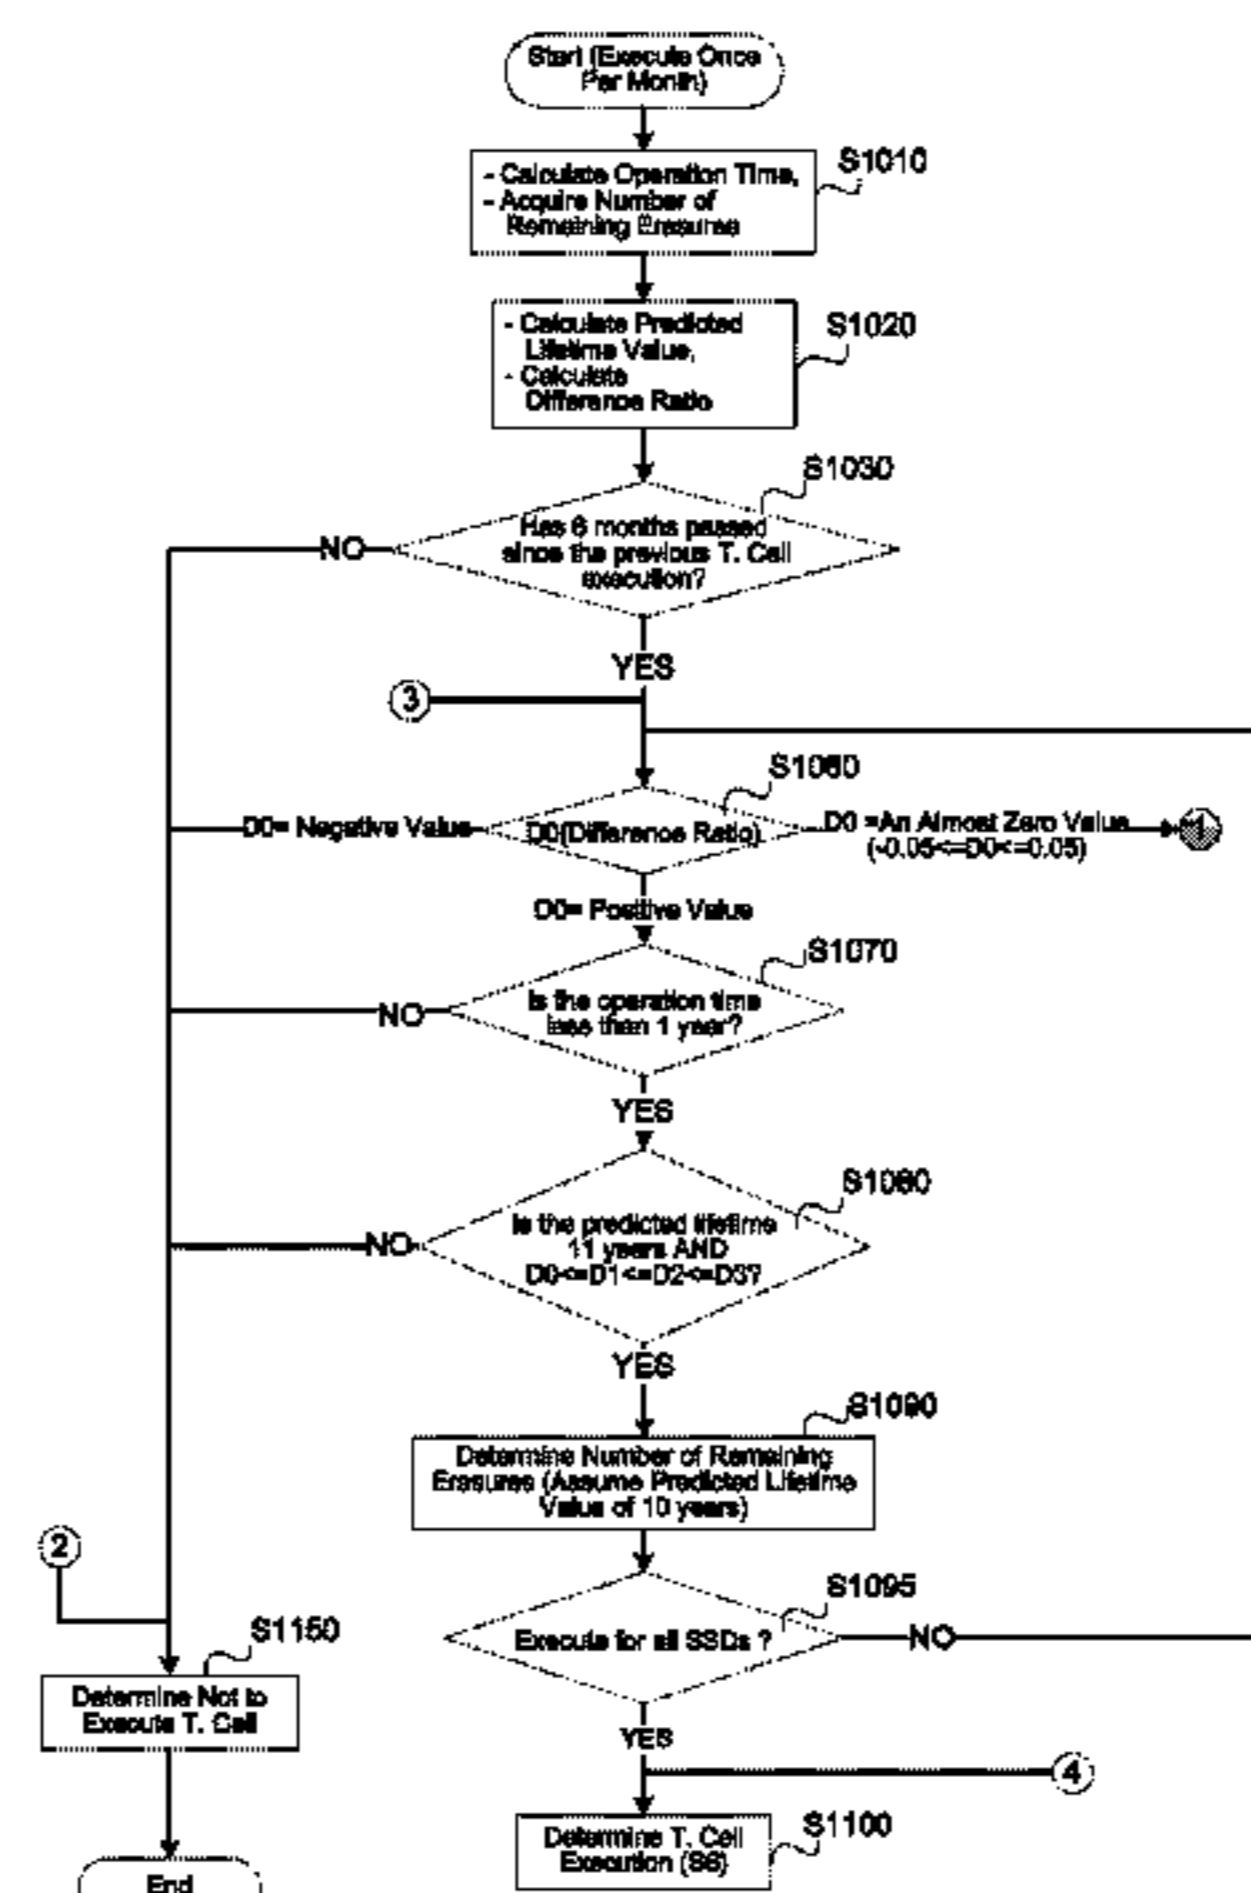 Start (Execute Once
Per Month)
- Calculate Operation Time,
- Acquire Number of
Remaining Erasures
S1010
- Calculate Predicted
Lifetime Value,
- Calculate
Difference Ratio
S1020
S1030
Has 6 months passed
since the previous T. Cell
execution?
NO
YES
3
S1060
D0= Negative Value
D0(Difference Ratio)
D0 =An Almost Zero Value
(-0.05<=D0<=0.05)
1
D0= Positive Value
S1070
Is the operation time
less than 1 year?
NO
YES
S1080
Is the predicted lifetime
11 years AND
D0<=D1<=D2<=D3?
NO
YES
S1090
Determine Number of Remaining
Erasures (Assume Predicted Lifetime
Value of 10 years)
2
S1095
Execute for all SSDs ?
NO
S1150
Determine Not to
Execute T. Cell
YES
4
S1100
Determine T. Cell
Execution (S6)
End